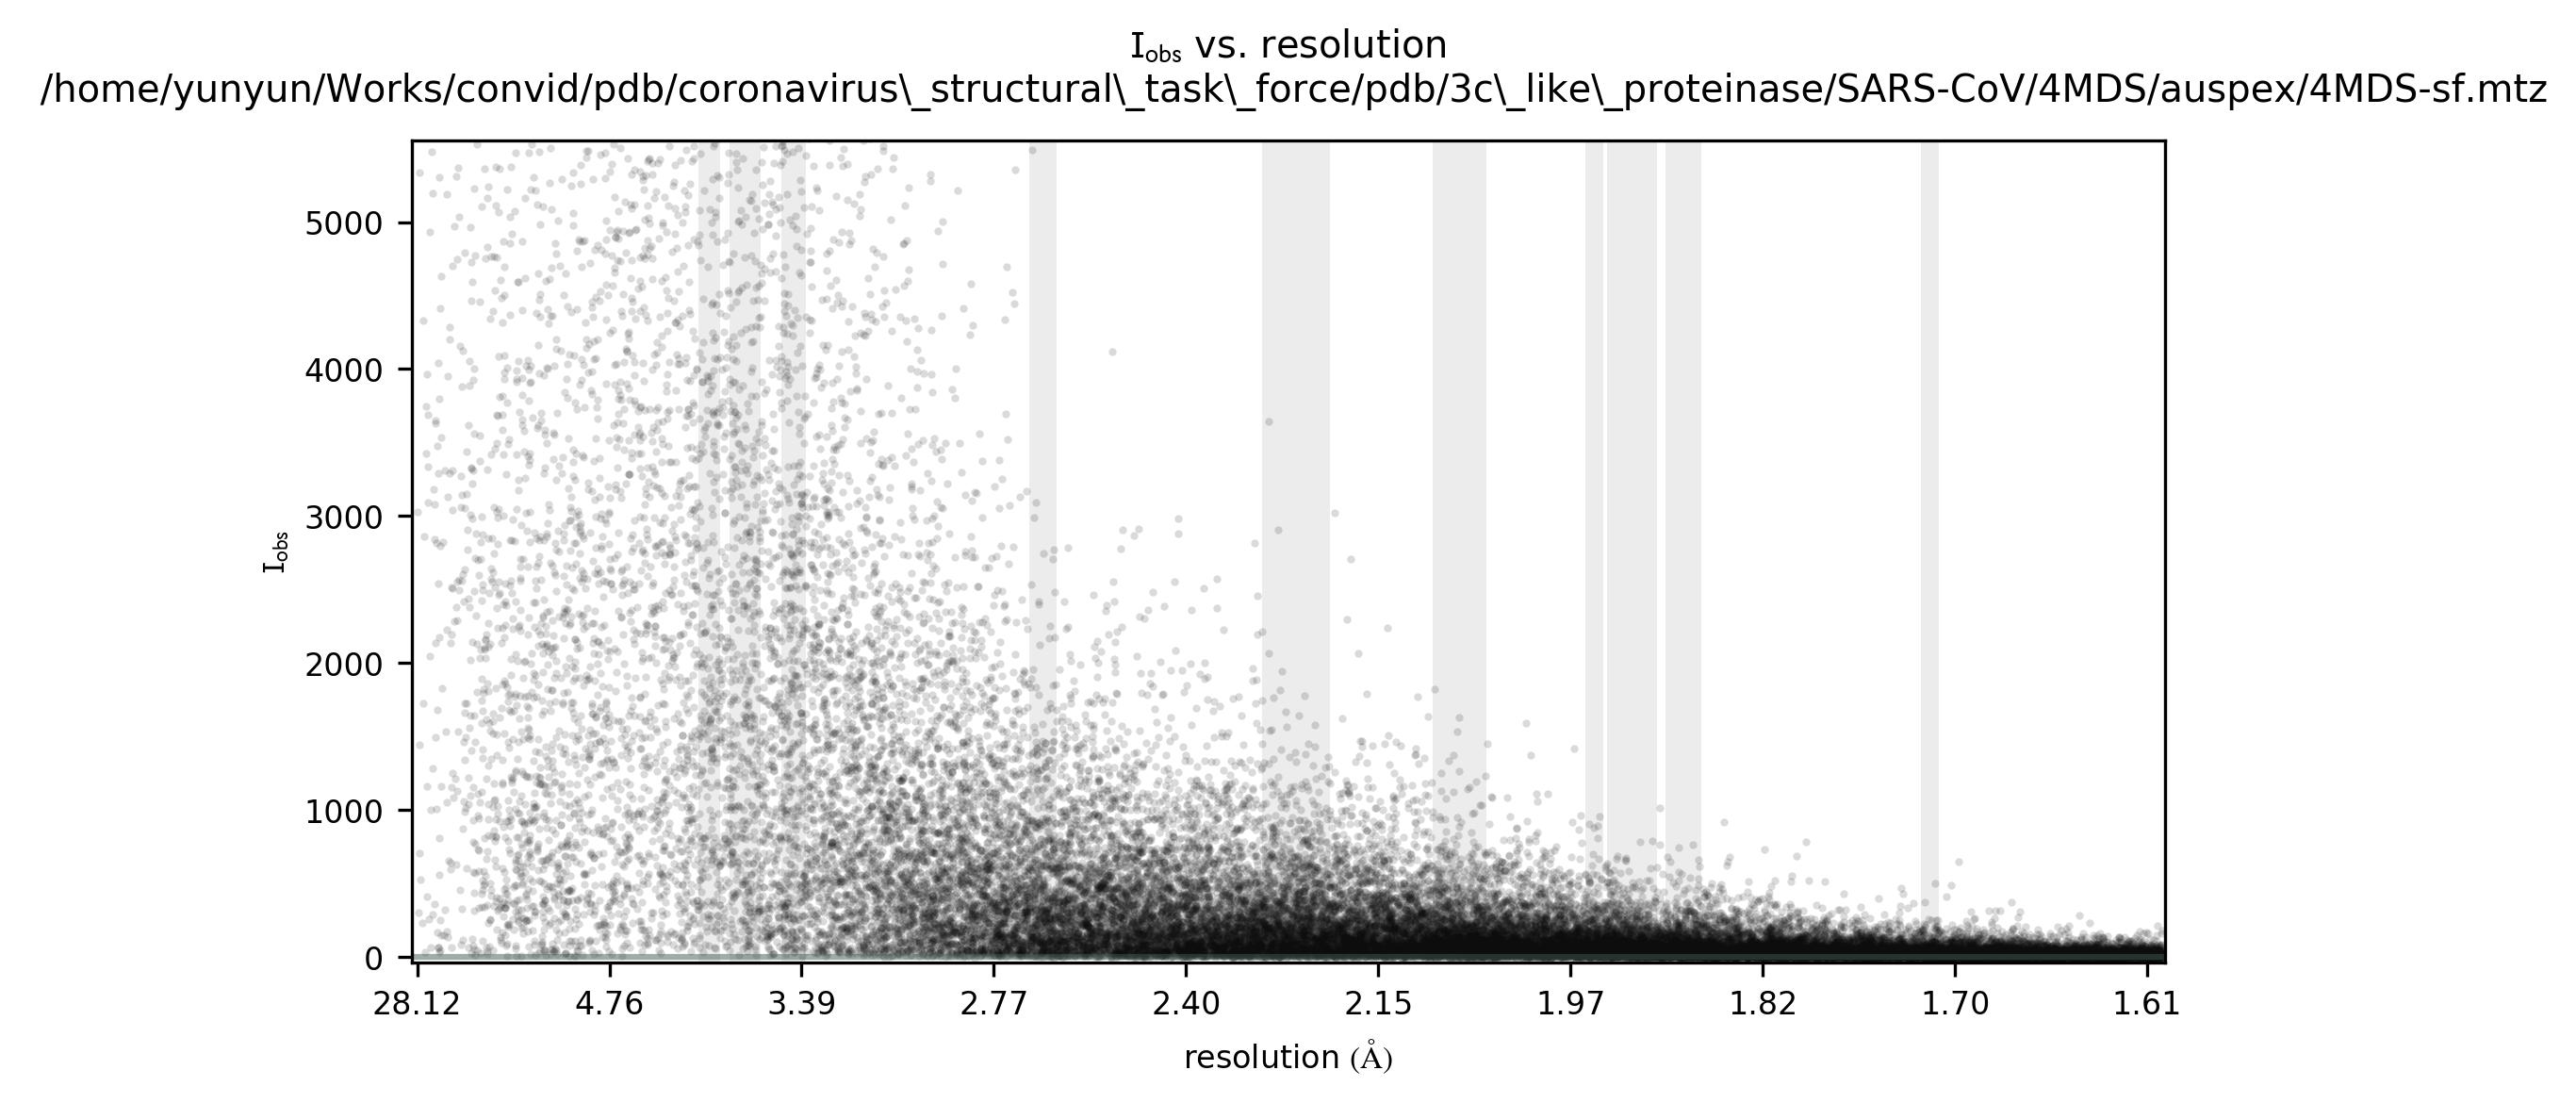 I_obs vs. resolution
/home/yunyun/Works/convid/pdb/coronavirus\_structural\_task\_force/pdb/3c\_like\_proteinase/SARS-CoV/4MDS/auspex/4MDS-sf.mtz
5000
4000
3000
2000
1000
0
I_obs
28.12 4.76 3.39 2.77 2.40 2.15 1.97 1.82 1.70 1.61
resolution (Å)